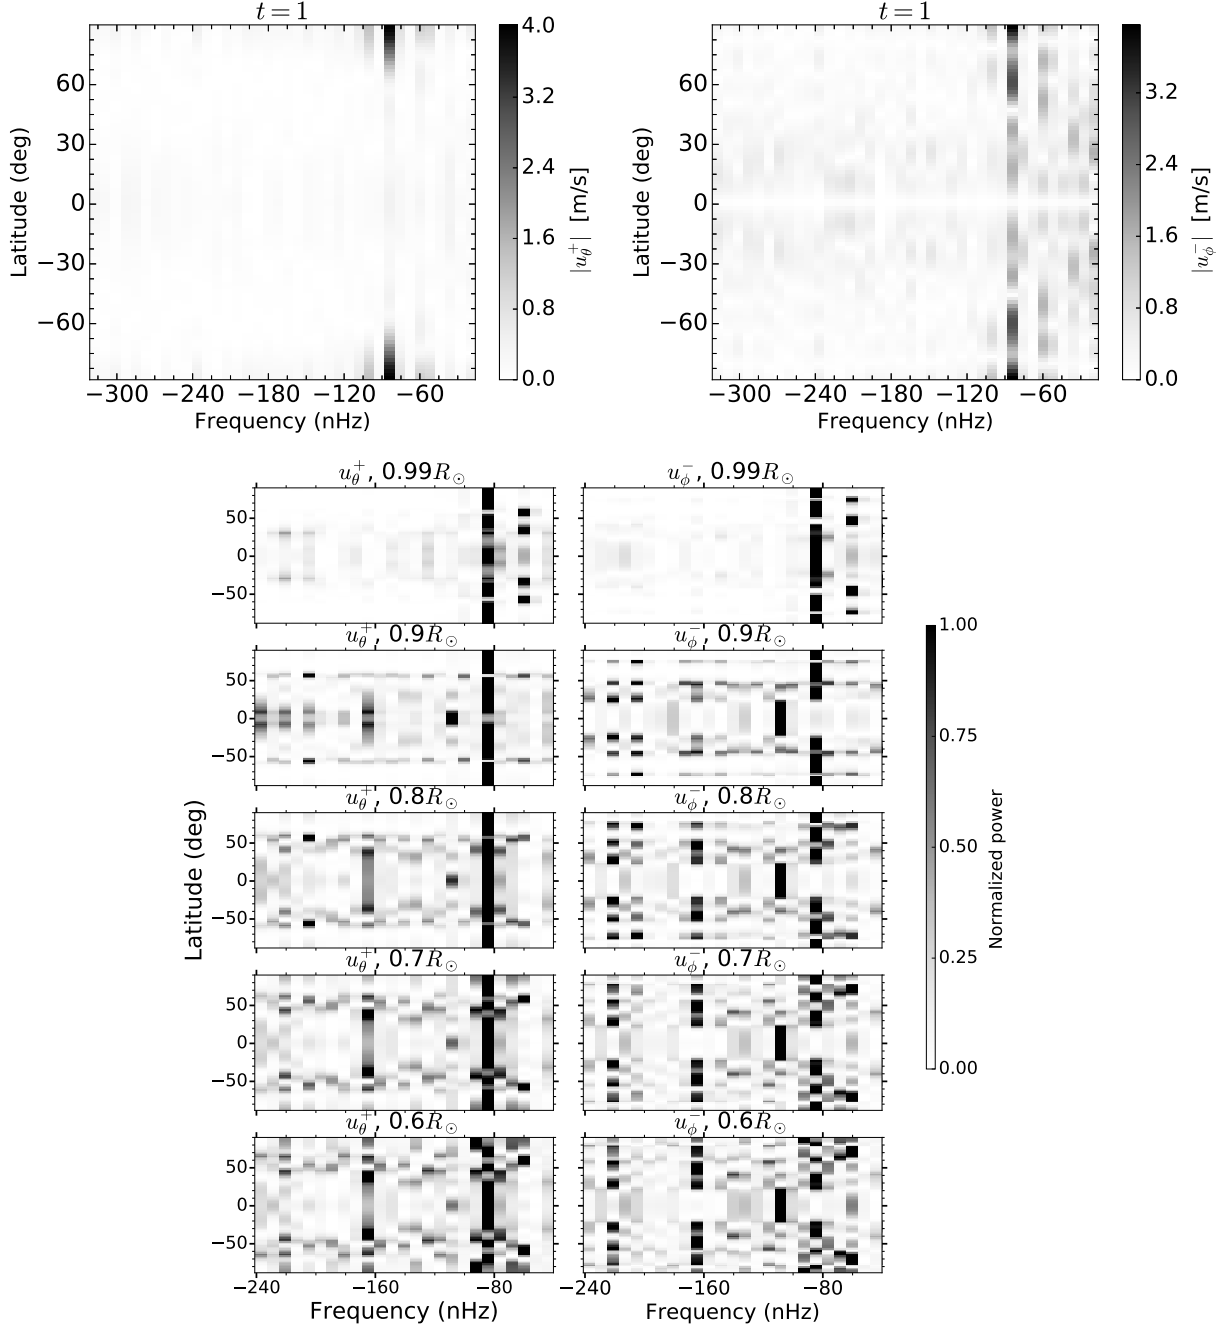 t = 1
4.0
3.2
2.4
1.6
0.8
0.0
60
30
0
−30
−60
−300 −240 −180 −120 −60
Latitude (deg)
Frequency (nHz)
|u_θ^+| [m/s]
t = 1
3.2
2.4
1.6
0.8
0.0
60
30
0
−30
−60
−300 −240 −180 −120 −60
Latitude (deg)
Frequency (nHz)
|u_ϕ^−| [m/s]
u_θ^+, 0.99R_⊙
u_ϕ^−, 0.99R_⊙
50
0
−50
u_θ^+, 0.9R_⊙
u_ϕ^−, 0.9R_⊙
50
0
−50
u_θ^+, 0.8R_⊙
u_ϕ^−, 0.8R_⊙
50
0
−50
u_θ^+, 0.7R_⊙
u_ϕ^−, 0.7R_⊙
50
0
−50
u_θ^+, 0.6R_⊙
u_ϕ^−, 0.6R_⊙
50
0
−50
−240 −160 −80
−240 −160 −80
Latitude (deg)
Frequency (nHz)
Frequency (nHz)
1.00
0.75
0.50
0.25
0.00
Normalized power